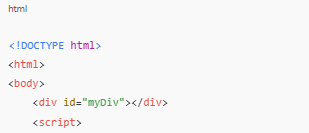 html
<!DOCTYPE html>
<html>
<body>
    <div id="myDiv"></div>
    <script>